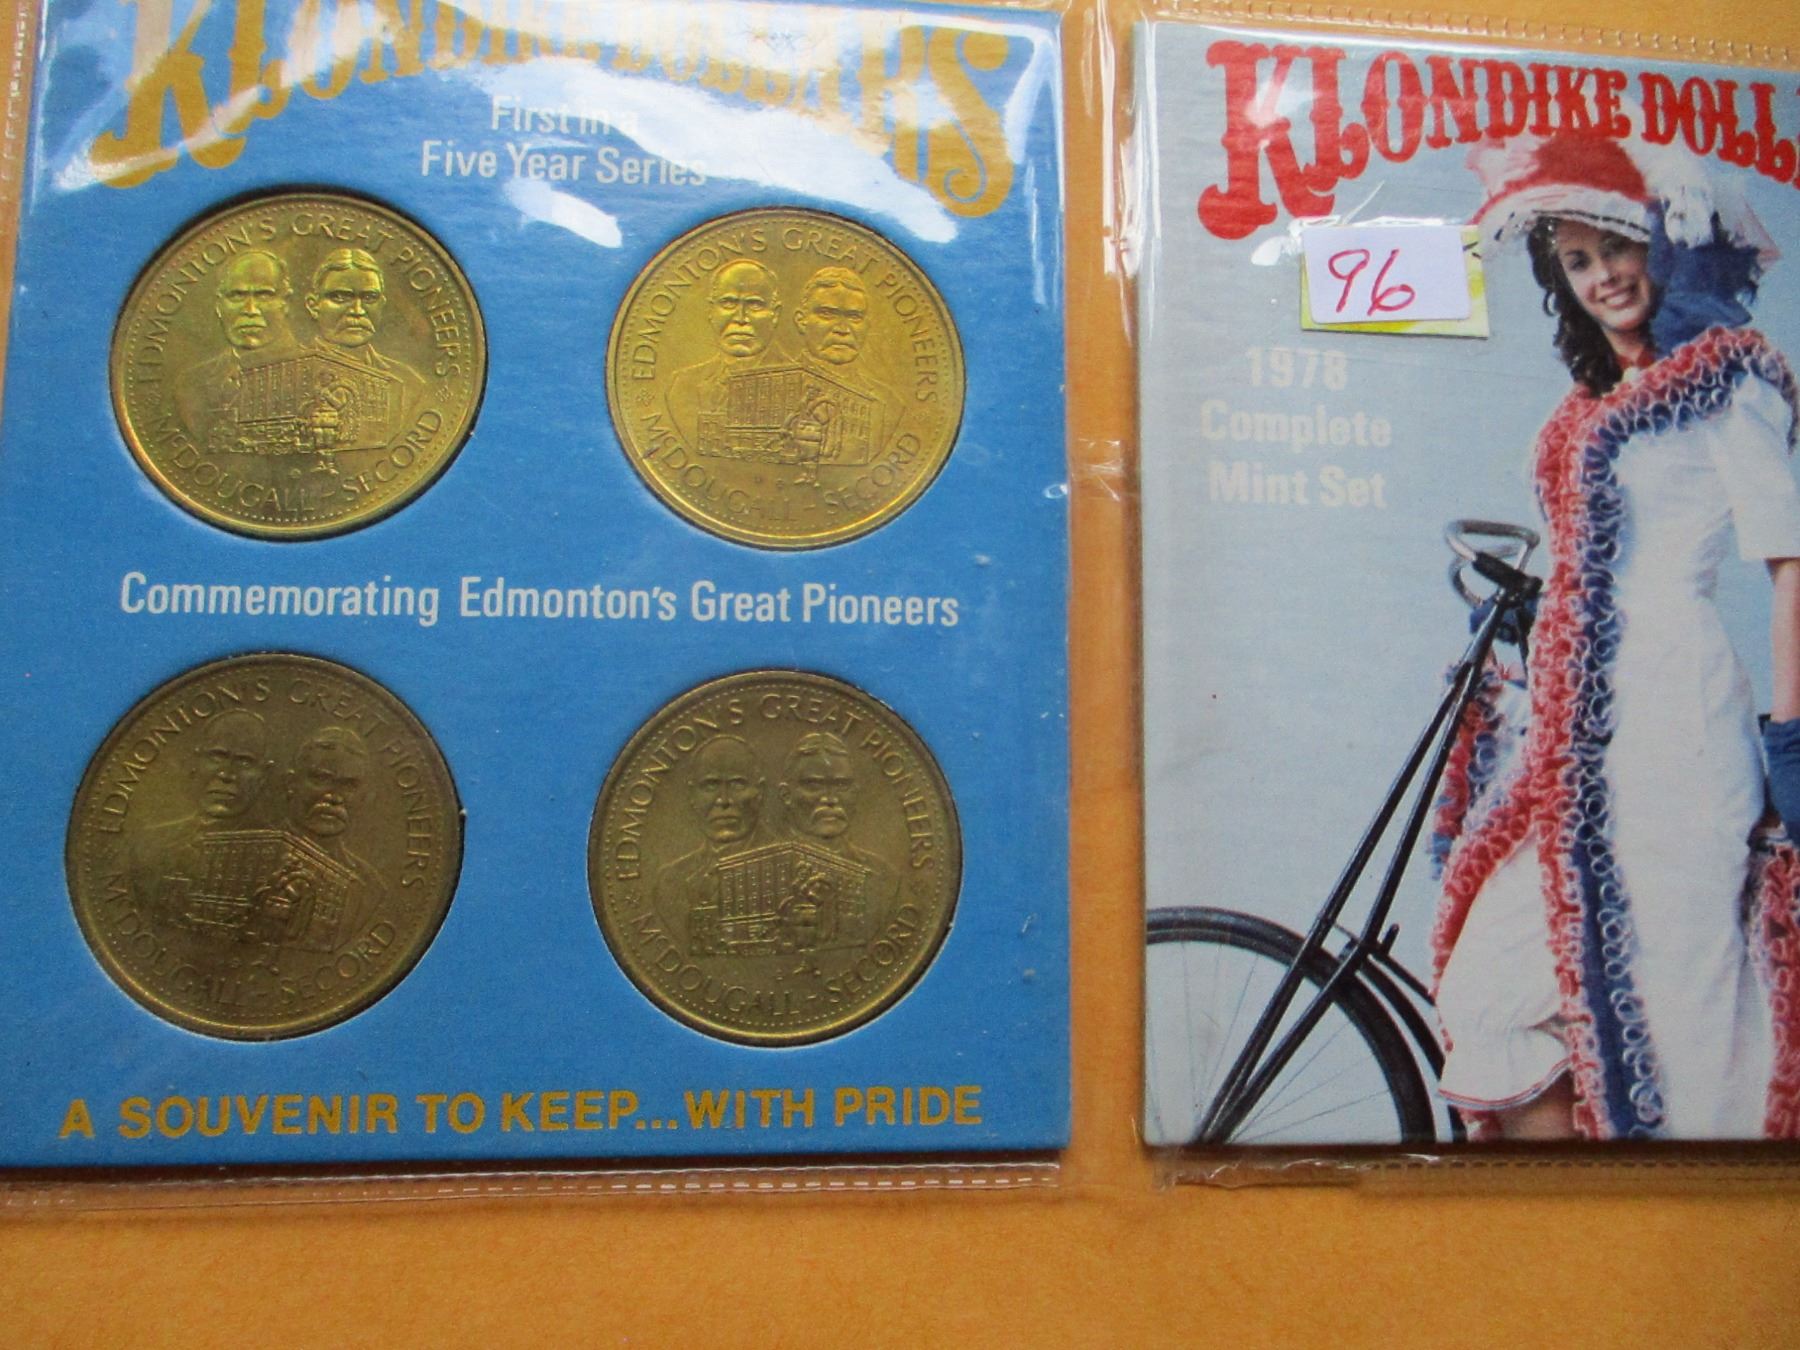 KLONDIKE DOLLARS
First in a
Five Year Series
EDMONTON'S GREAT PIONEERS
McDOUGALL - SECORD
EDMONTON'S GREAT PIONEERS
McDOUGALL - SECORD
Commemorating Edmonton's Great Pioneers
EDMONTON'S GREAT PIONEERS
McDOUGALL - SECORD
EDMONTON'S GREAT PIONEERS
McDOUGALL - SECORD
A SOUVENIR TO KEEP...WITH PRIDE
KLONDIKE DOLL
96
1978
Complete
Mint Set